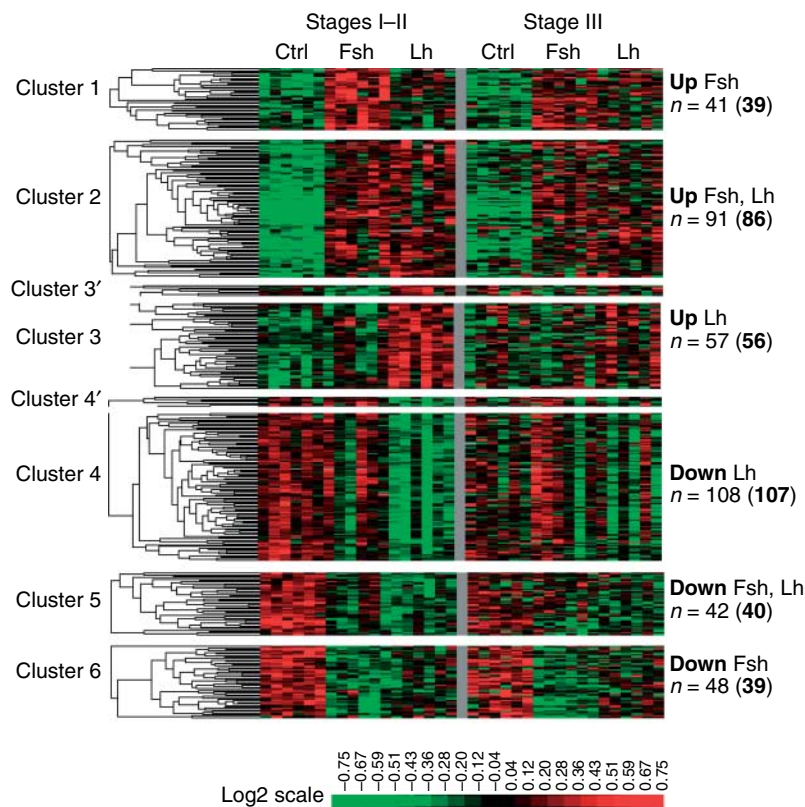 Stages I–II Stage III
Ctrl Fsh Lh Ctrl Fsh Lh
Cluster 1
Up Fsh
n = 41 (39)
Cluster 2
Up Fsh, Lh
n = 91 (86)
Cluster 3′
Cluster 3
Up Lh
n = 57 (56)
Cluster 4′
Cluster 4
Down Lh
n = 108 (107)
Cluster 5
Down Fsh, Lh
n = 42 (40)
Cluster 6
Down Fsh
n = 48 (39)
−0.75 −0.67 −0.59 −0.51 −0.43 −0.36 −0.28 −0.20 −0.12 −0.04 0.04 0.12 0.20 0.28 0.36 0.43 0.51 0.59 0.67 0.75
Log2 scale